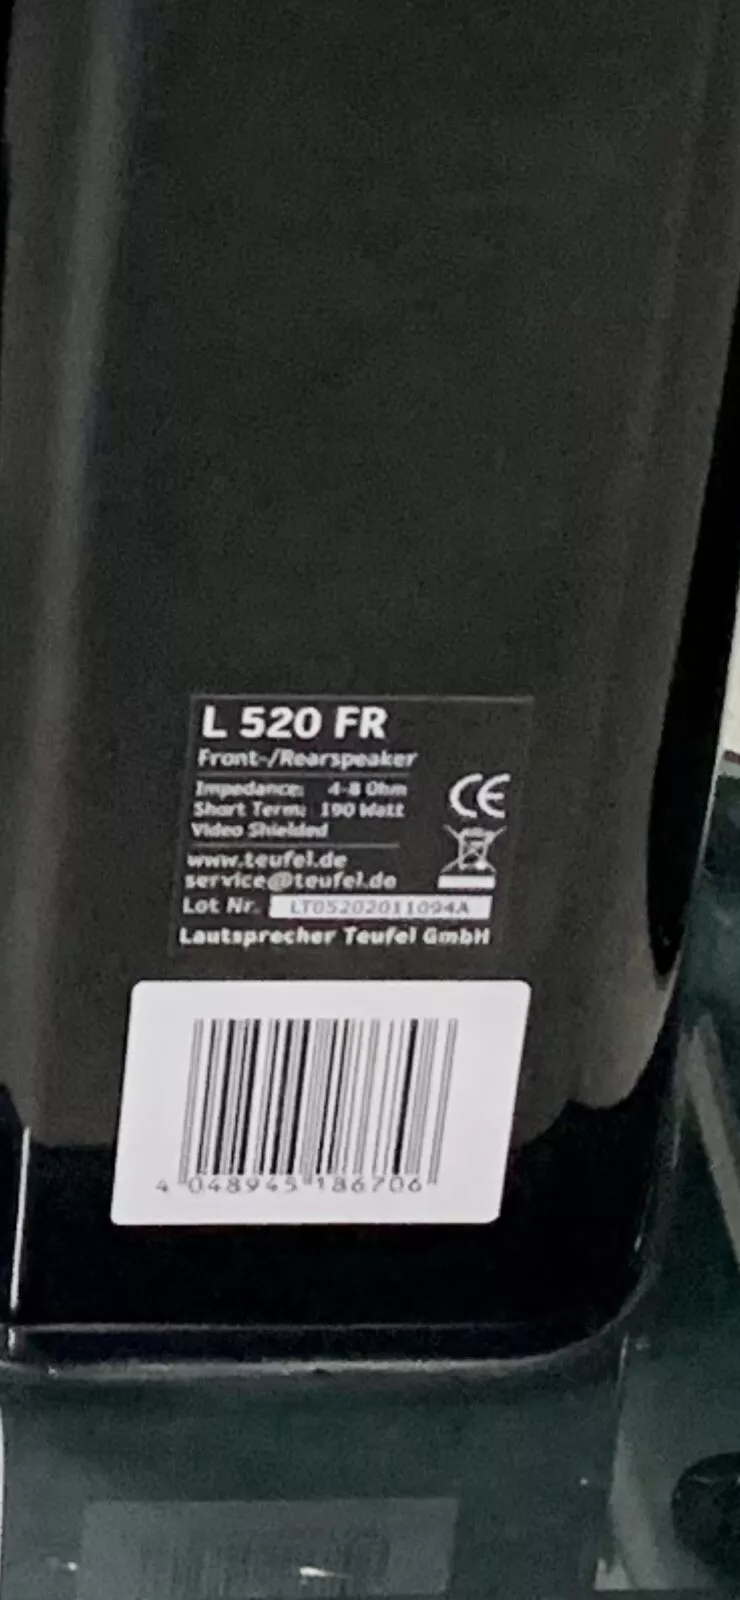 L 520 FR
Front-/Rearspeaker
Impedance: 4-8 Ohm
Short Term: 190 Watt
Video Shielded
CE
www.teufel.de
service@teufel.de
Lot Nr. LT05202011094A
Lautsprecher Teufel GmbH
4 048945 186706